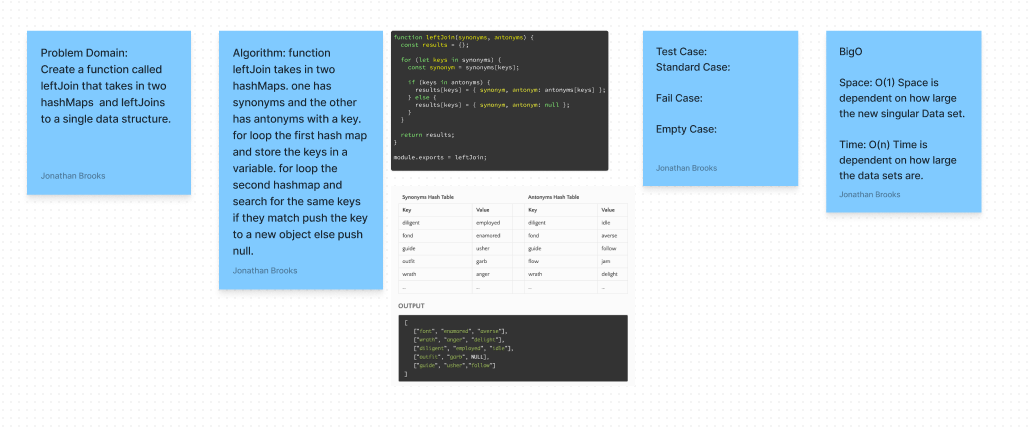 Problem Domain:
Create a function called
leftJoin that takes in two
hashMaps and leftJoins
to a single data structure.
Jonathan Brooks
Algorithm: function
leftJoin takes in two
hashMaps. one has
synonyms and the other
has antonyms with a key.
for loop the first hash map
and store the keys in a
variable. for loop the
second hashmap and
search for the same keys
if they match push the key
to a new object else push
null.
Jonathan Brooks
function leftJoin(synonyms, antonyms) {
const results = {};
for (let keys in synonyms) {
const synonym = synonyms[keys];
if (keys in antonyms) {
results[keys] = { synonym, antonym: antonyms[keys] };
} else {
results[keys] = { synonym, antonym: null };
}
}
return results;
}
module.exports = leftJoin;
Synonyms Hash Table Antonyms Hash Table
Key Value Key Value
diligent employed diligent idle
fond enamored fond averse
guide usher guide follow
outfit garb flow jam
wrath anger wrath delight
... ... ... ...
OUTPUT
[
["font", "enamored", "averse"],
["wrath", "anger", "delight"],
["diligent", "employed", "idle"],
["outfit", "garb", NULL],
["guide", "usher","follow"]
]
Test Case:
Standard Case:
Fail Case:
Empty Case:
Jonathan Brooks
BigO
Space: O(1) Space is
dependent on how large
the new singular Data set.
Time: O(n) Time is
dependent on how large
the data sets are.
Jonathan Brooks